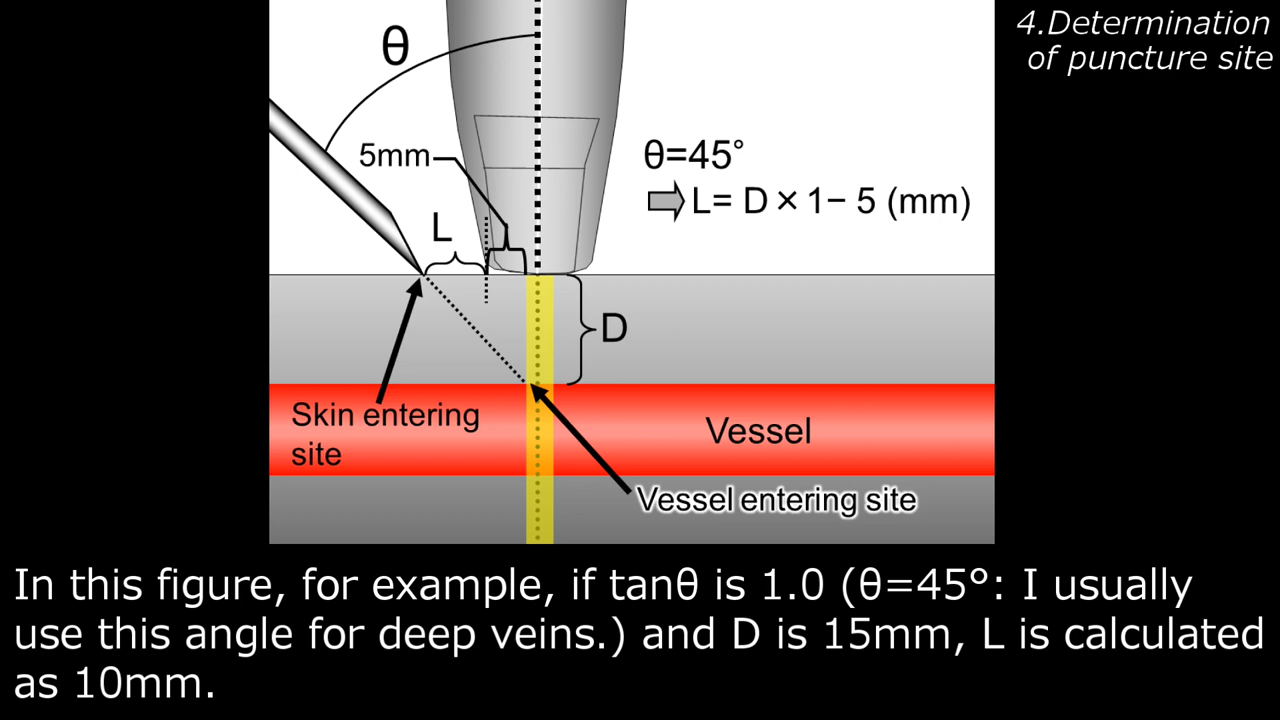 4.Determination
of puncture site
θ
5mm
θ=45°
L= D × 1− 5 (mm)
L
D
Skin entering
site
Vessel
Vessel entering site
In this figure, for example, if tanθ is 1.0 (θ=45°: I usually
use this angle for deep veins.) and D is 15mm, L is calculated
as 10mm.